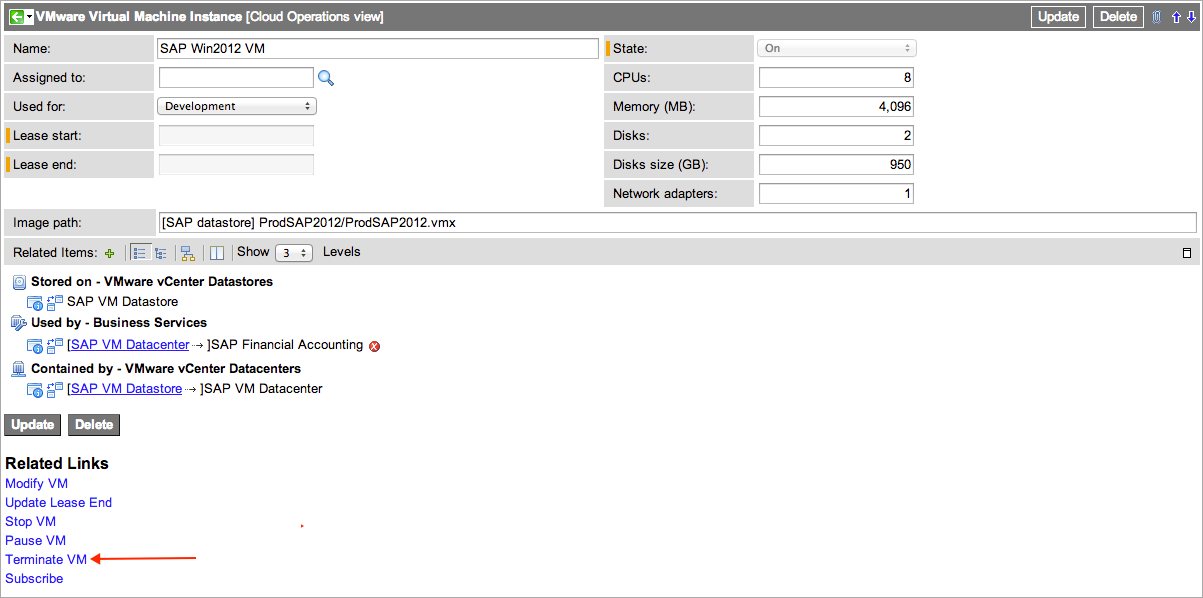 VMware Virtual Machine Instance [Cloud Operations view] Update Delete
Name: SAP Win2012 VM State: On
Assigned to: CPUs: 8
Used for: Development Memory (MB): 4,096
Lease start: Disks: 2
Lease end: Disks size (GB): 950
Network adapters: 1
Image path: [SAP datastore] ProdSAP2012/ProdSAP2012.vmx
Related Items: Show 3 Levels
Stored on - VMware vCenter Datastores
SAP VM Datastore
Used by - Business Services
[SAP VM Datacenter ]SAP Financial Accounting
Contained by - VMware vCenter Datacenters
[SAP VM Datastore ]SAP VM Datacenter
Update Delete
Related Links
Modify VM
Update Lease End
Stop VM
Pause VM
Terminate VM
Subscribe